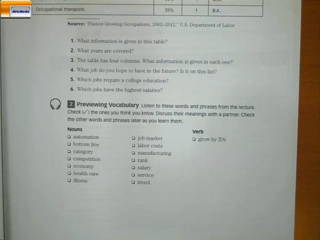 Occupational therapists 35% 1 B.A.
Source: "Fastest Growing Occupations, 2002-2012," U.S. Department of Labor
1. What information is given in this table?
2. What years are covered?
3. The table has four columns. What information is given in each one?
4. What job do you hope to have in the future? Is it on this list?
5. Which jobs require a college education?
6. Which jobs have the highest salaries?
2 Previewing Vocabulary Listen to these words and phrases from the lecture.
Check (✓) the ones you think you know. Discuss their meanings with a partner. Check
the other words and phrases later as you learn them.
Nouns Verb
automation job market grow by X%
bottom line labor costs
category manufacturing
competition rank
economy salary
health care service
illness trend